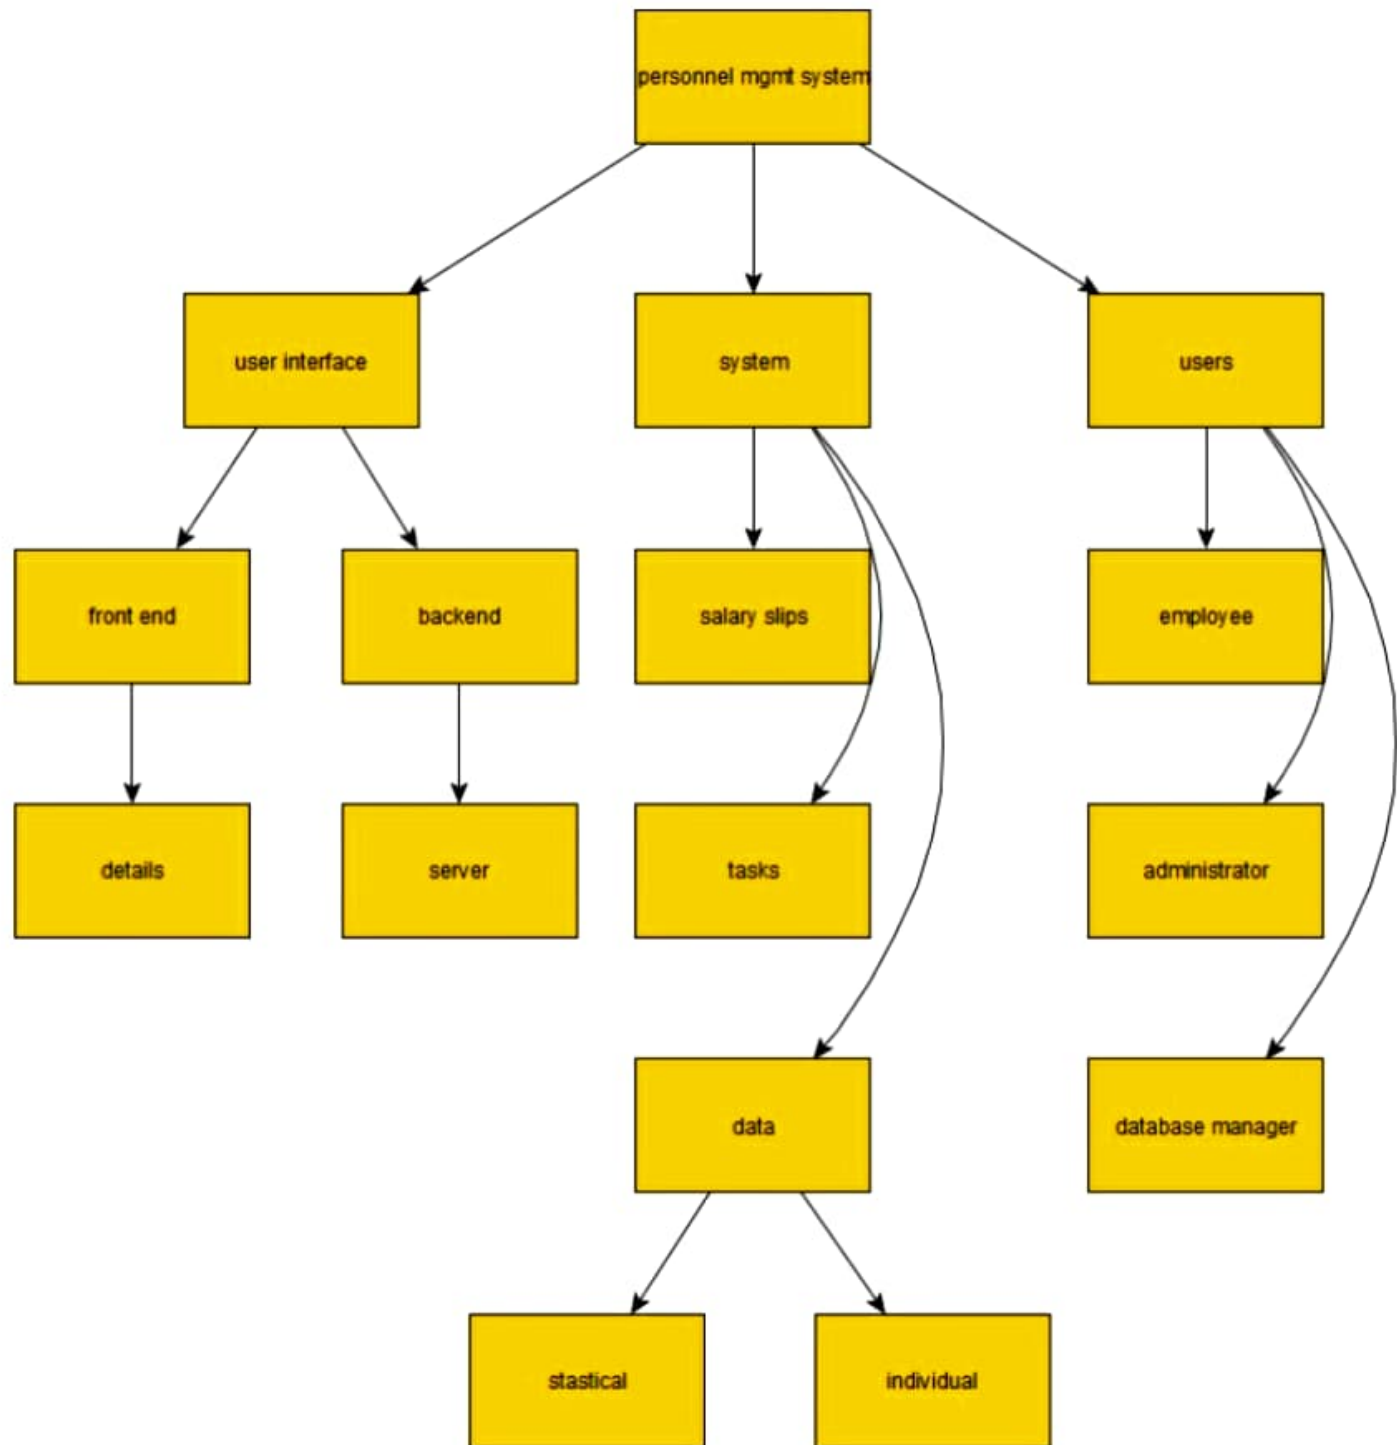 personnel mgmt system
user interface
system
users
front end
backend
salary slips
employee
details
server
tasks
administrator
data
database manager
stastical
individual